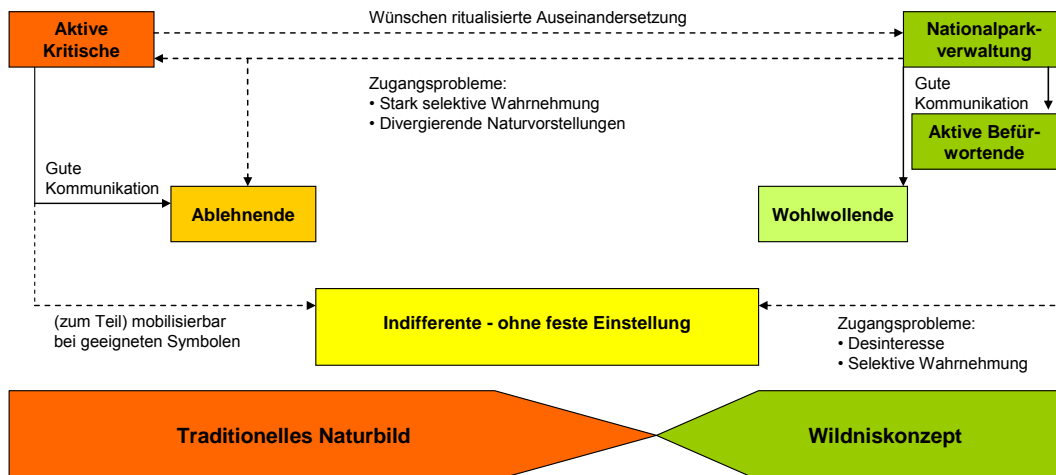 Aktive
Kritische
Wünschen ritualisierte Auseinandersetzung
Nationalpark-
verwaltung
Zugangsprobleme:
• Stark selektive Wahrnehmung
• Divergierende Naturvorstellungen
Gute
Kommunikation
Aktive Befür-
wortende
Gute
Kommunikation
Ablehnende
Wohlwollende
(zum Teil) mobilisierbar
bei geeigneten Symbolen
Indifferente - ohne feste Einstellung
Zugangsprobleme:
• Desinteresse
• Selektive Wahrnehmung
Traditionelles Naturbild
Wildniskonzept